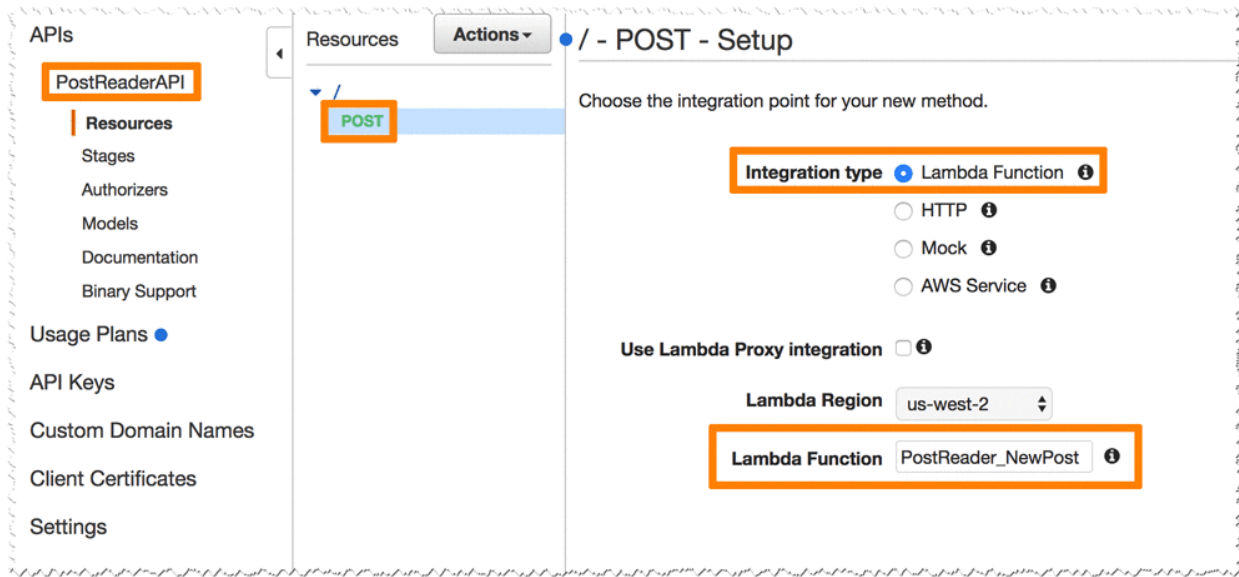 APIs
PostReaderAPI
Resources
Stages
Authorizers
Models
Documentation
Binary Support
Usage Plans
API Keys
Custom Domain Names
Client Certificates
Settings
Resources
Actions
/
POST
/ - POST - Setup
Choose the integration point for your new method.
Integration type Lambda Function
HTTP
Mock
AWS Service
Use Lambda Proxy integration
Lambda Region us-west-2
Lambda Function PostReader_NewPost